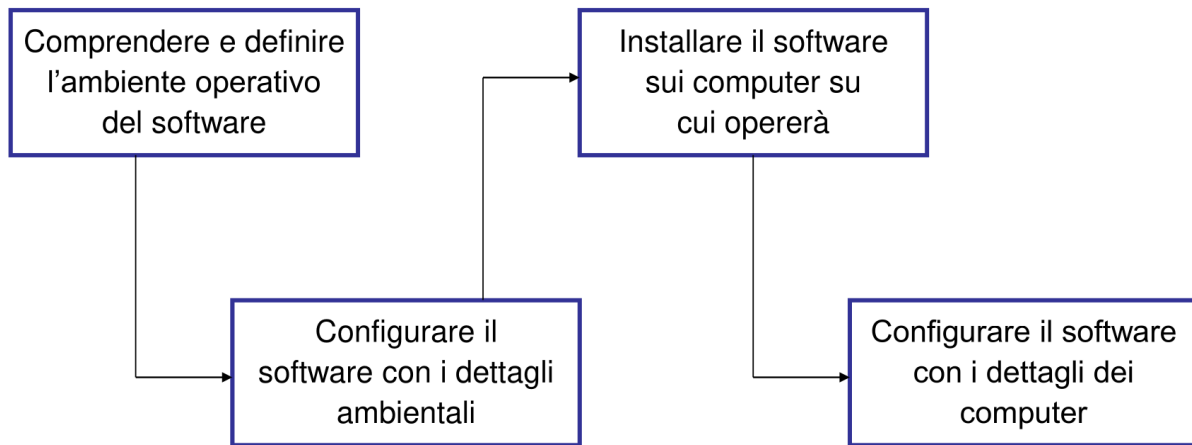 Comprendere e definire
l’ambiente operativo
del software
Configurare il
software con i dettagli
ambientali
Installare il software
sui computer su
cui opererà
Configurare il software
con i dettagli dei
computer